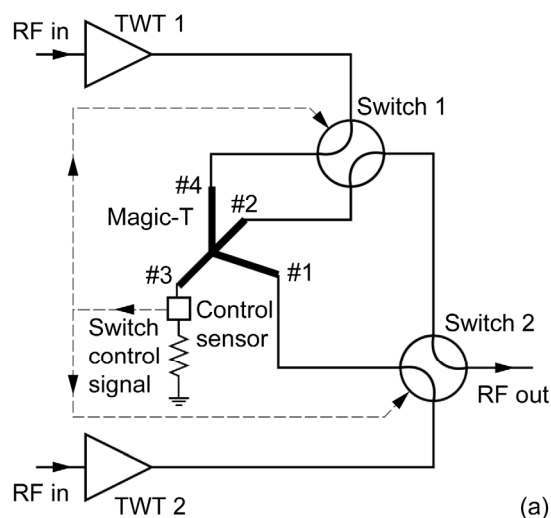 TWT 1
RF in
Switch 1
#4
#2
Magic-T
#3
#1
Control
sensor
Switch
control
signal
Switch 2
RF out
RF in
TWT 2
(a)